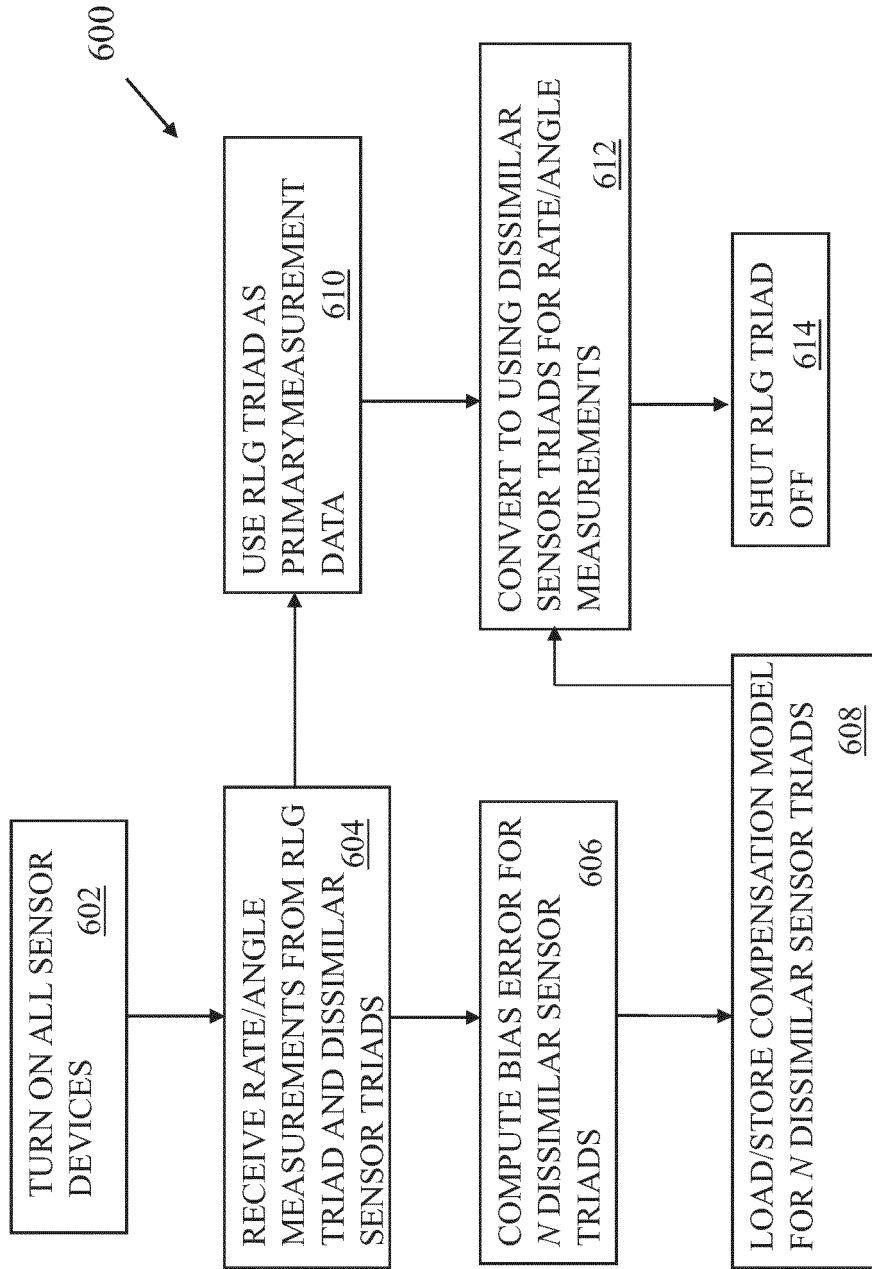 600
TURN ON ALL SENSOR
DEVICES 602
RECEIVE RATE/ANGLE
MEASUREMENTS FROM RLG
TRIAD AND DISSIMILAR
SENSOR TRIADS 604
COMPUTE BIAS ERROR FOR
N DISSIMILAR SENSOR
TRIADS 606
LOAD/STORE COMPENSATION MODEL
FOR N DISSIMILAR SENSOR TRIADS
608
USE RLG TRIAD AS
PRIMARYMEASUREMENT
DATA 610
CONVERT TO USING DISSIMILAR
SENSOR TRIADS FOR RATE/ANGLE
MEASUREMENTS 612
SHUT RLG TRIAD
OFF 614